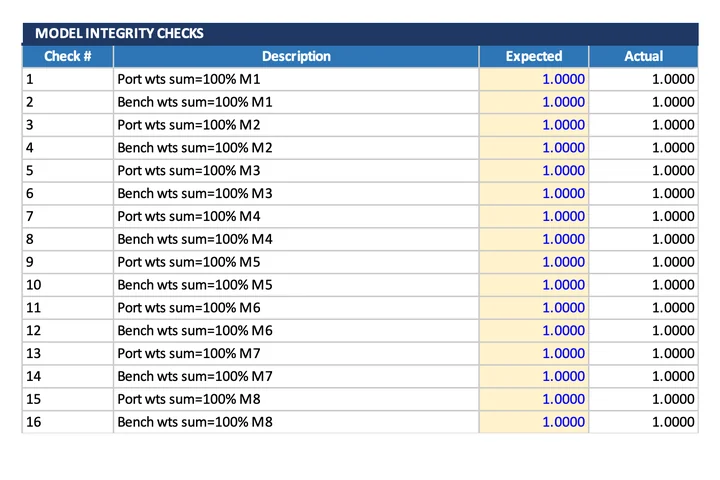 MODEL INTEGRITY CHECKS
Check # Description Expected Actual
1 Port wts sum=100% M1 1.0000 1.0000
2 Bench wts sum=100% M1 1.0000 1.0000
3 Port wts sum=100% M2 1.0000 1.0000
4 Bench wts sum=100% M2 1.0000 1.0000
5 Port wts sum=100% M3 1.0000 1.0000
6 Bench wts sum=100% M3 1.0000 1.0000
7 Port wts sum=100% M4 1.0000 1.0000
8 Bench wts sum=100% M4 1.0000 1.0000
9 Port wts sum=100% M5 1.0000 1.0000
10 Bench wts sum=100% M5 1.0000 1.0000
11 Port wts sum=100% M6 1.0000 1.0000
12 Bench wts sum=100% M6 1.0000 1.0000
13 Port wts sum=100% M7 1.0000 1.0000
14 Bench wts sum=100% M7 1.0000 1.0000
15 Port wts sum=100% M8 1.0000 1.0000
16 Bench wts sum=100% M8 1.0000 1.0000